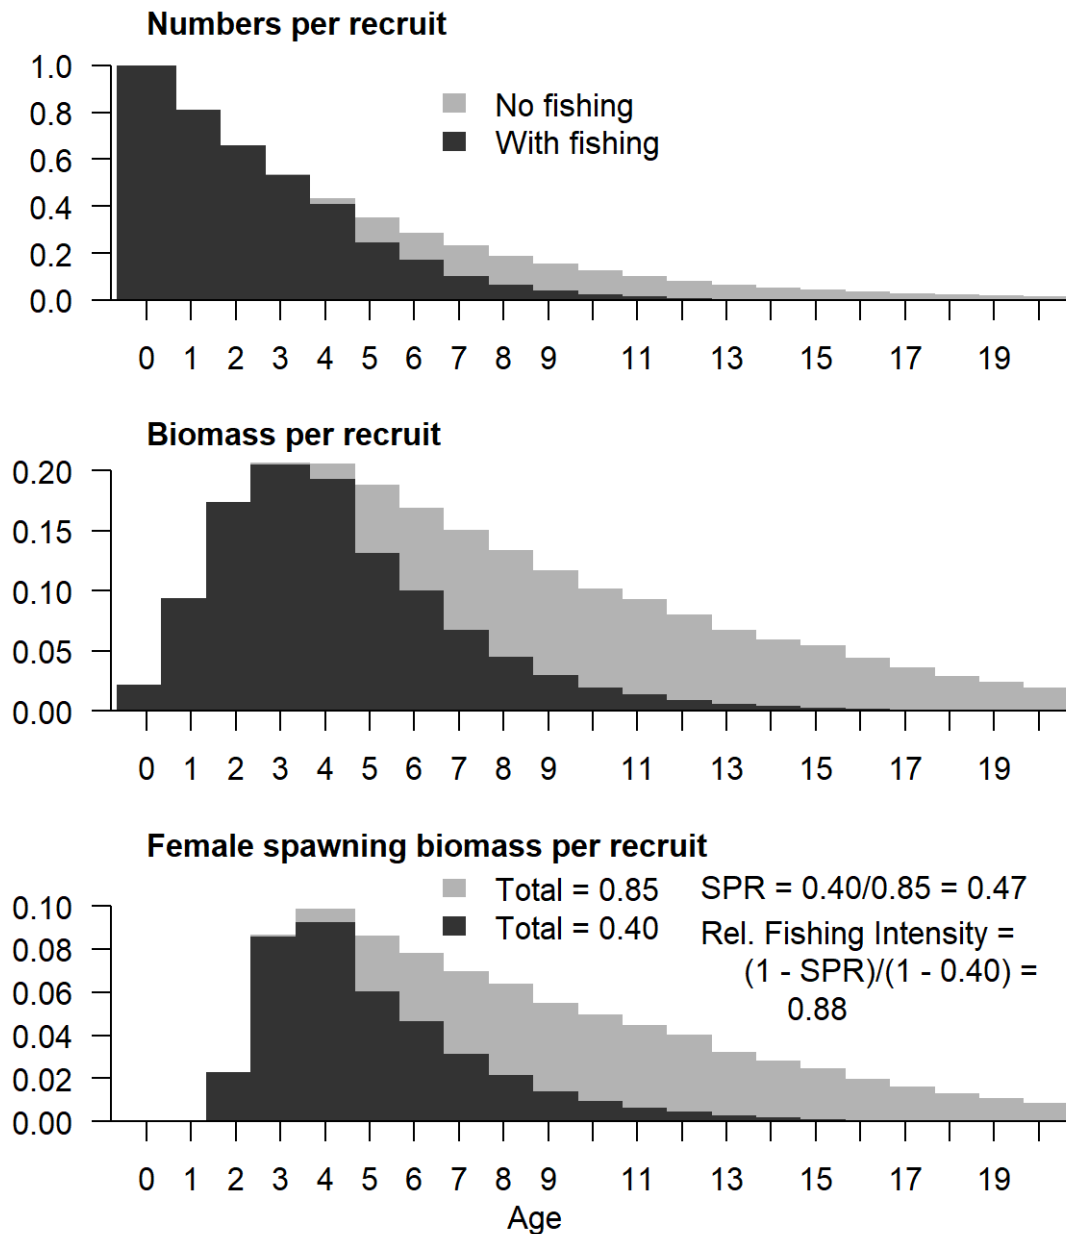 Numbers per recruit
1.0
0.8
0.6
0.4
0.2
0.0
No fishing
With fishing
0 1 2 3 4 5 6 7 8 9 11 13 15 17 19
Biomass per recruit
0.20
0.15
0.10
0.05
0.00
0 1 2 3 4 5 6 7 8 9 11 13 15 17 19
Female spawning biomass per recruit
0.10
0.08
0.06
0.04
0.02
0.00
Total = 0.85
Total = 0.40
SPR = 0.40/0.85 = 0.47
Rel. Fishing Intensity =
(1 - SPR)/(1 - 0.40) =
0.88
0 1 2 3 4 5 6 7 8 9 11 13 15 17 19
Age